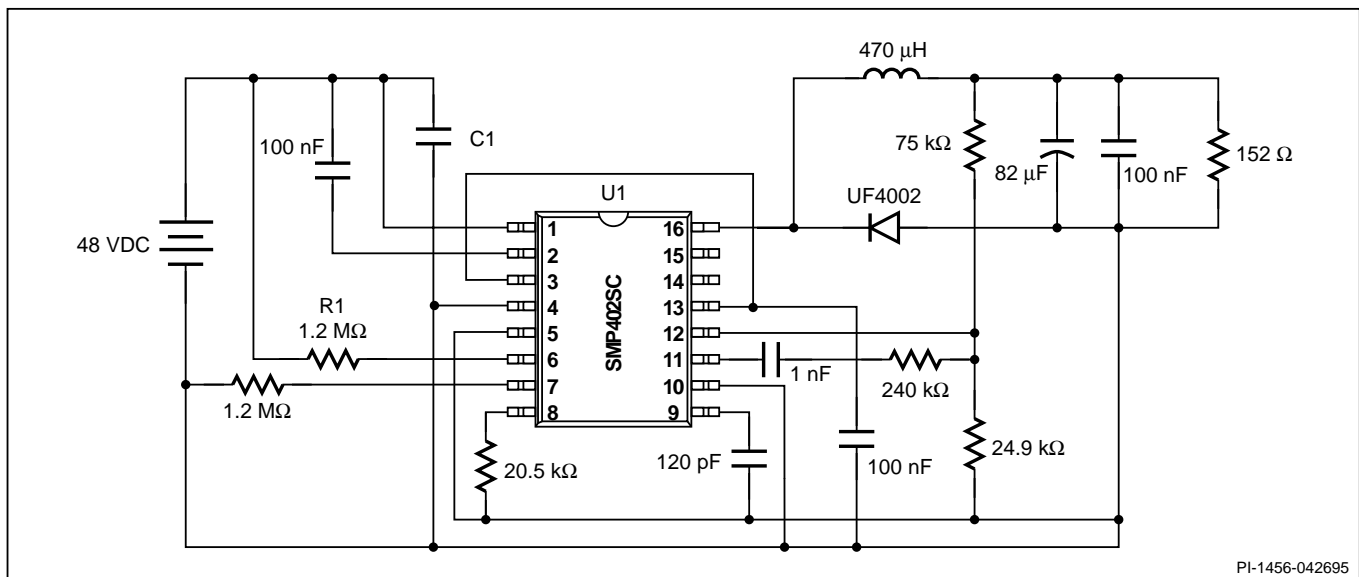 470 µH
C1
100 nF
75 kΩ
82 µF
100 nF
152 Ω
U1
UF4002
48 VDC
1
2
3
4
5
6
7
8
SMP402SC
16
15
14
13
12
11
10
9
R1
1.2 MΩ
1.2 MΩ
1 nF
240 kΩ
20.5 kΩ
120 pF
100 nF
24.9 kΩ
PI-1456-042695